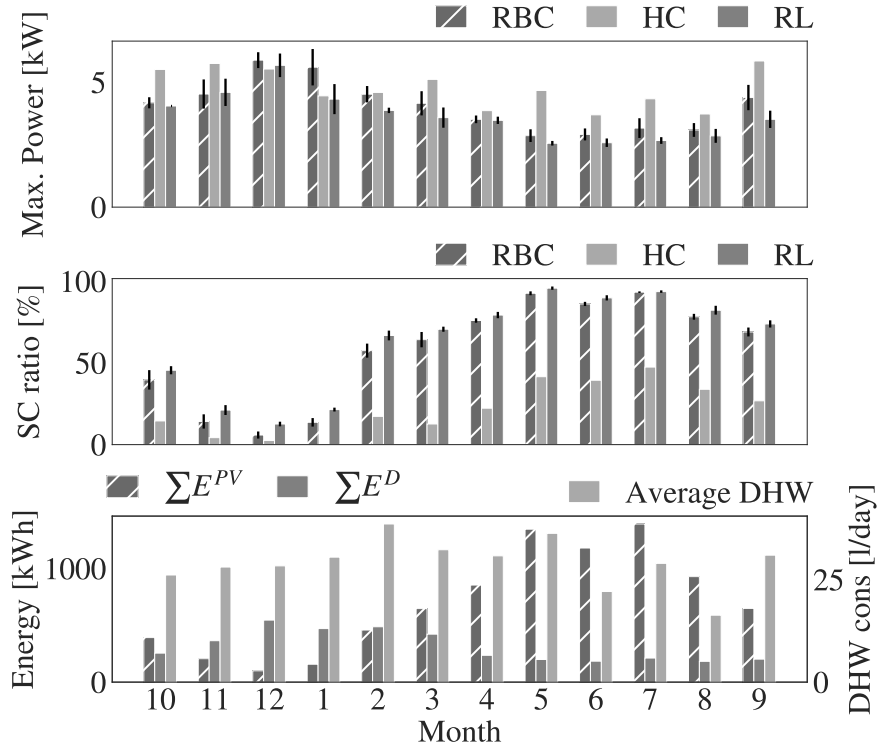 RBC HC RL
Max. Power [kW]
5
0
RBC HC RL
SC ratio [%]
100
50
0
∑E^{PV} ∑E^{D} Average DHW
Energy [kWh]
1000
0
DHW cons [l/day]
25
0
10 11 12 1 2 3 4 5 6 7 8 9
Month